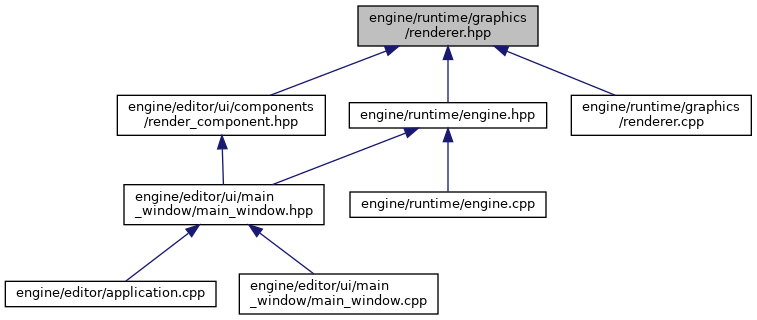 engine/runtime/graphics
/renderer.hpp
engine/editor/ui/components
/render_component.hpp
engine/runtime/engine.hpp
engine/runtime/graphics
/renderer.cpp
engine/editor/ui/main
_window/main_window.hpp
engine/runtime/engine.cpp
engine/editor/application.cpp
engine/editor/ui/main
_window/main_window.cpp